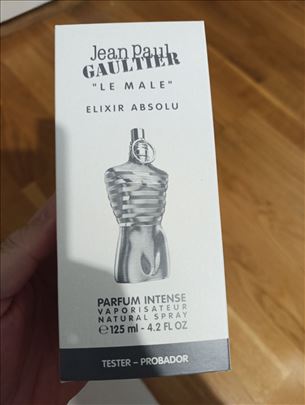 Jean Paul
GAULTIER
"LE MALE"
ELIXIR ABSOLU
PARFUM INTENSE
VAPORISATEUR
NATURAL SPRAY
℮ 125 ml - 4.2 FL OZ
TESTER – PROBADOR